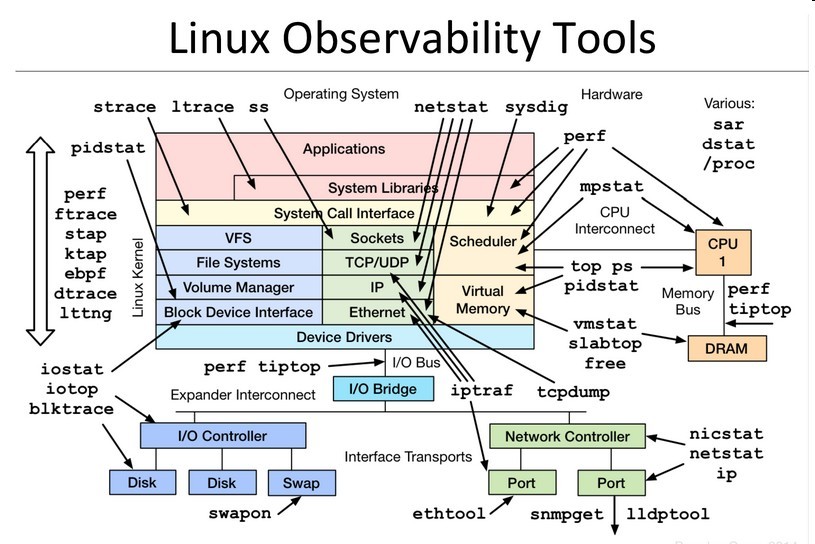 Linux Observability Tools
Operating System
Hardware
Various:
strace ltrace ss
netstat sysdig
sar
dstat
/proc
pidstat
perf
Applications
System Libraries
System Call Interface
mpstat
CPU
Interconnect
perf
ftrace
stap
ktap
ebpf
dtrace
lttng
Linux Kernel
VFS
File Systems
Volume Manager
Block Device Interface
Sockets
TCP/UDP
IP
Ethernet
Scheduler
Virtual
Memory
Device Drivers
CPU
1
top ps
pidstat
Memory
Bus
perf
tiptop
vmstat
slabtop
free
DRAM
iostat
iotop
blktrace
perf tiptop
I/O Bus
Expander Interconnect
I/O Bridge
iptraf
tcpdump
I/O Controller
Network Controller
nicstat
netstat
ip
Interface Transports
Disk
Disk
Swap
Port
Port
swapon
ethtool
snmpget
lldptool